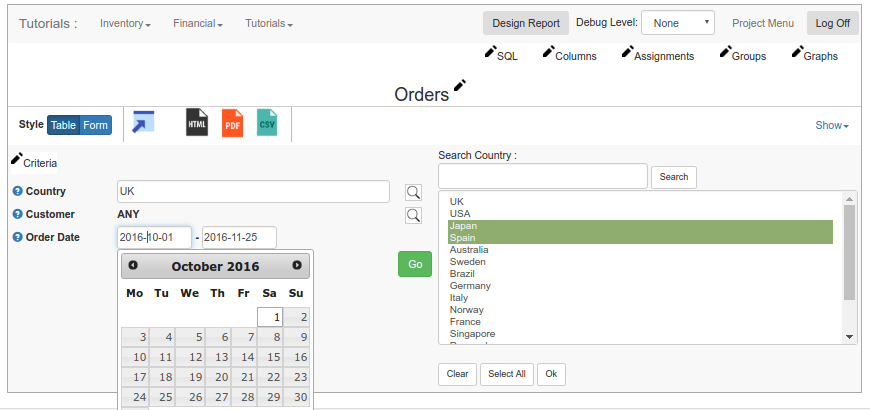 Tutorials : Inventory Financial Tutorials Design Report Debug Level: None Project Menu Log Off
SQL Columns Assignments Groups Graphs
Orders
Style Table Form HTML PDF CSV Show
Criteria
Country UK
Customer ANY
Order Date 2016-10-01 - 2016-11-25
Go
October 2016
Mo Tu We Th Fr Sa Su
1 2
3 4 5 6 7 8 9
10 11 12 13 14 15 16
17 18 19 20 21 22 23
24 25 26 27 28 29 30
Search Country :
Search
UK
USA
Japan
Spain
Australia
Sweden
Brazil
Germany
Italy
Norway
France
Singapore
Clear Select All Ok